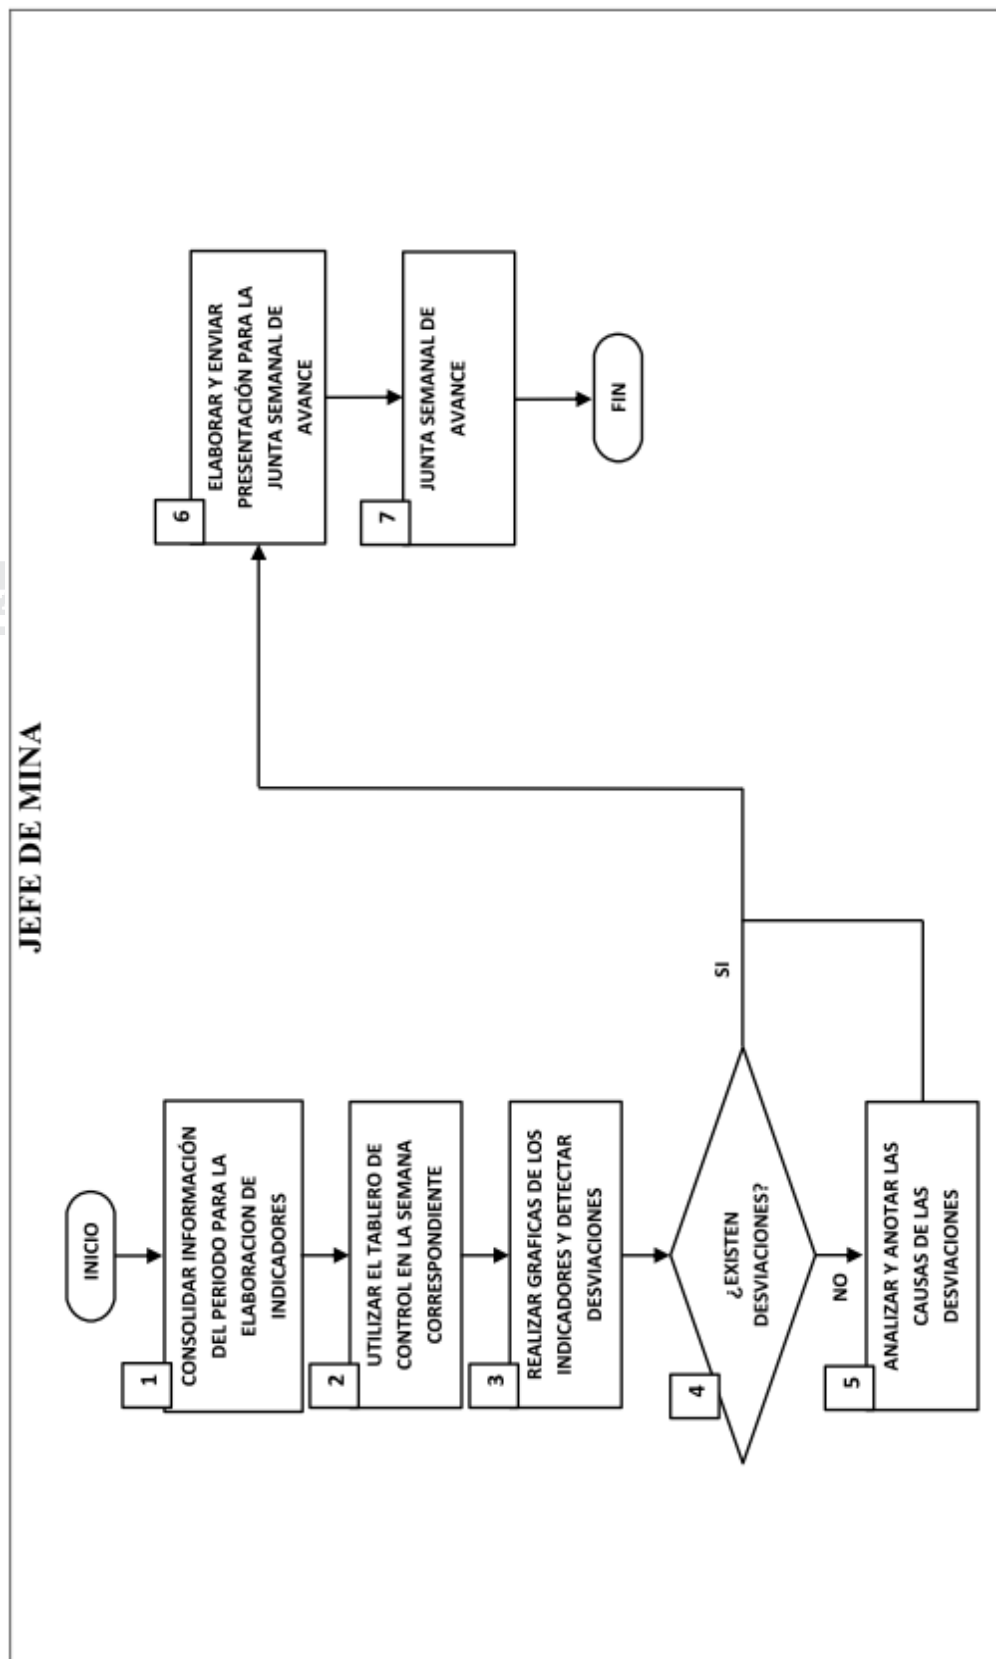 JEFE DE MINA
INICIO
1
CONSOLIDAR INFORMACIÓN
DEL PERIODO PARA LA
ELABORACION DE
INDICADORES
2
UTILIZAR EL TABLERO DE
CONTROL EN LA SEMANA
CORRESPONDIENTE
3
REALIZAR GRAFICAS DE LOS
INDICADORES Y DETECTAR
DESVIACIONES
4
¿EXISTEN
DESVIACIONES?
SI
NO
5
ANALIZAR Y ANOTAR LAS
CAUSAS DE LAS
DESVIACIONES
6
ELABORAR Y ENVIAR
PRESENTACIÓN PARA LA
JUNTA SEMANAL DE
AVANCE
7
JUNTA SEMANAL DE
AVANCE
FIN